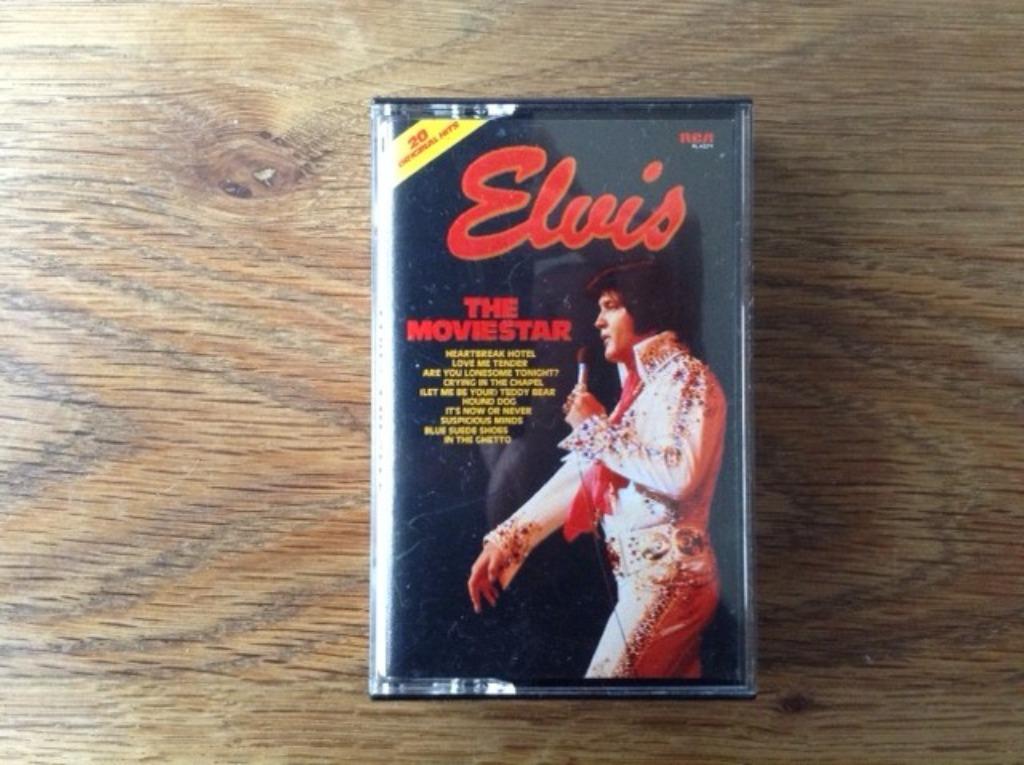 20
ORIGINAL HITS
RCA
Elvis
THE
MOVIESTAR
HEARTBREAK HOTEL
LOVE ME TENDER
ARE YOU LONESOME TONIGHT?
CRYING IN THE CHAPEL
(LET ME BE YOUR) TEDDY BEAR
HOUND DOG
IT'S NOW OR NEVER
SUSPICIOUS MINDS
BLUE SUEDE SHOES
IN THE GHETTO